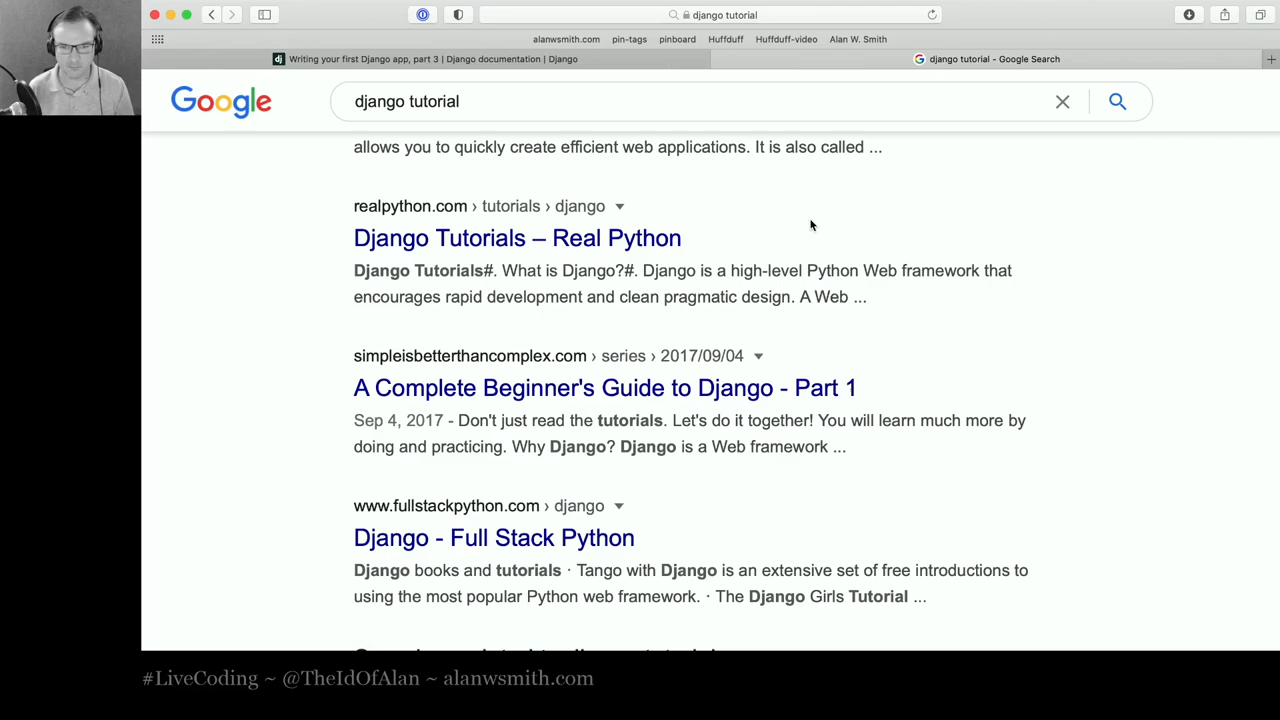 django tutorial
alanwsmith.com pin-tags pinboard Huffduff Huffduff-video Alan W. Smith
dj Writing your first Django app, part 3 | Django documentation | Django
django tutorial - Google Search
Google
django tutorial
allows you to quickly create efficient web applications. It is also called ...
realpython.com › tutorials › django
Django Tutorials – Real Python
Django Tutorials#. What is Django?#. Django is a high-level Python Web framework that
encourages rapid development and clean pragmatic design. A Web ...
simpleisbetterthancomplex.com › series › 2017/09/04
A Complete Beginner's Guide to Django - Part 1
Sep 4, 2017 - Don't just read the tutorials. Let's do it together! You will learn much more by
doing and practicing. Why Django? Django is a Web framework ...
www.fullstackpython.com › django
Django - Full Stack Python
Django books and tutorials · Tango with Django is an extensive set of free introductions to
using the most popular Python web framework. · The Django Girls Tutorial ...
#LiveCoding ~ @TheIdOfAlan ~ alanwsmith.com